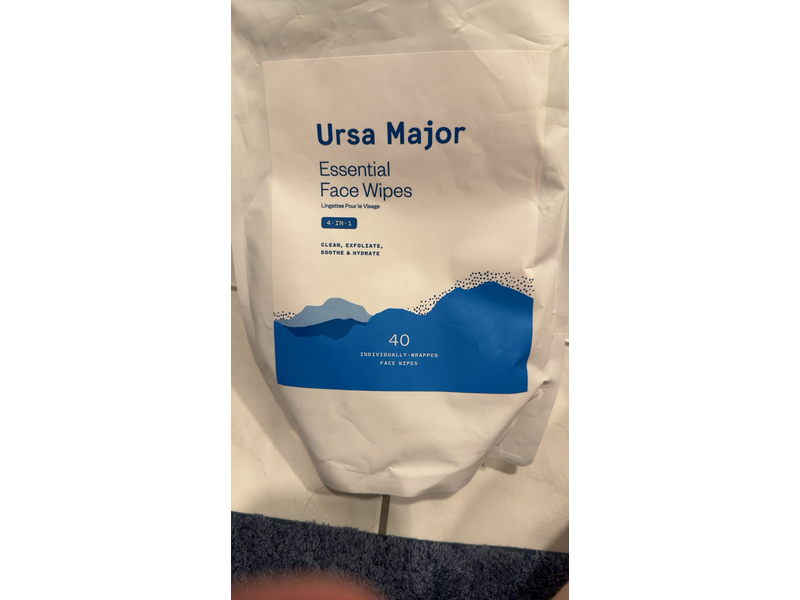 Ursa Major
Essential
Face Wipes
Lingettes Pour le Visage
4-IN-1
CLEAN, EXFOLIATE,
SOOTHE & HYDRATE
40
INDIVIDUALLY-WRAPPED
FACE WIPES